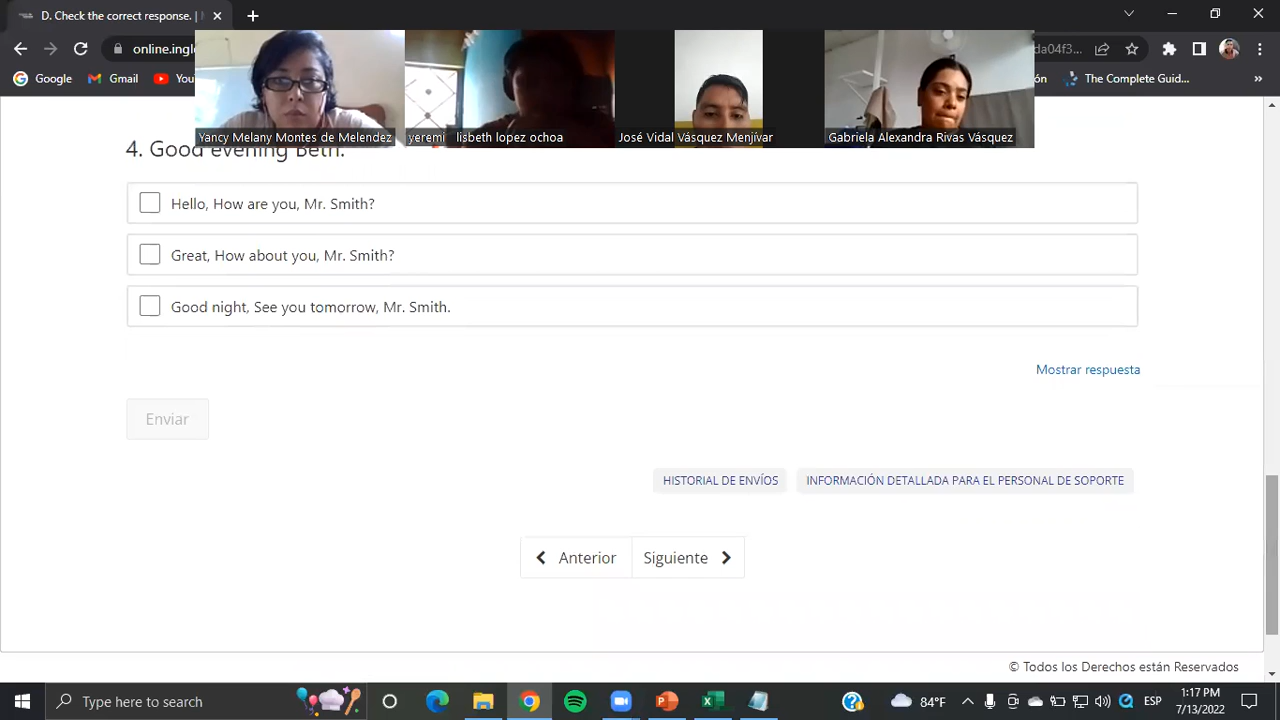 D. Check the correct response. |
online.ingl
da04f3...
Google
Gmail
You
The Complete Guid...
»
Yancy Melany Montes de Melendez
yeremi lisbeth lopez ochoa
José Vidal Vásquez Menjívar
Gabriela Alexandra Rivas Vásquez
4. Good evening Beth.
Hello, How are you, Mr. Smith?
Great, How about you, Mr. Smith?
Good night, See you tomorrow, Mr. Smith.
Mostrar respuesta
Enviar
HISTORIAL DE ENVÍOS
INFORMACIÓN DETALLADA PARA EL PERSONAL DE SOPORTE
Anterior
Siguiente
© Todos los Derechos están Reservados
Type here to search
84°F
ESP
1:17 PM
7/13/2022